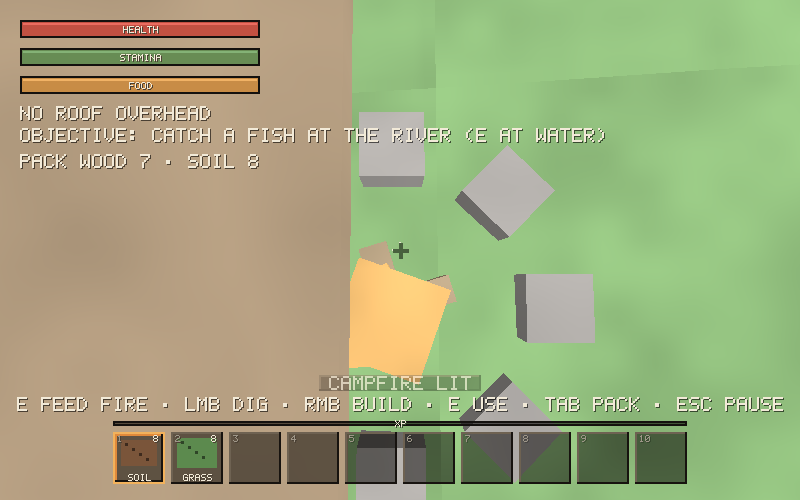 HEALTH
STAMINA
FOOD
NO ROOF OVERHEAD
OBJECTIVE: CATCH A FISH AT THE RIVER (E AT WATER)
PACK WOOD 7 · SOIL 8
CAMPFIRE LIT
E FEED FIRE · LMB DIG · RMB BUILD · E USE · TAB PACK · ESC PAUSE
XP
1 8 2 8 3 4 5 6 7 8 9 10
SOIL GRASS